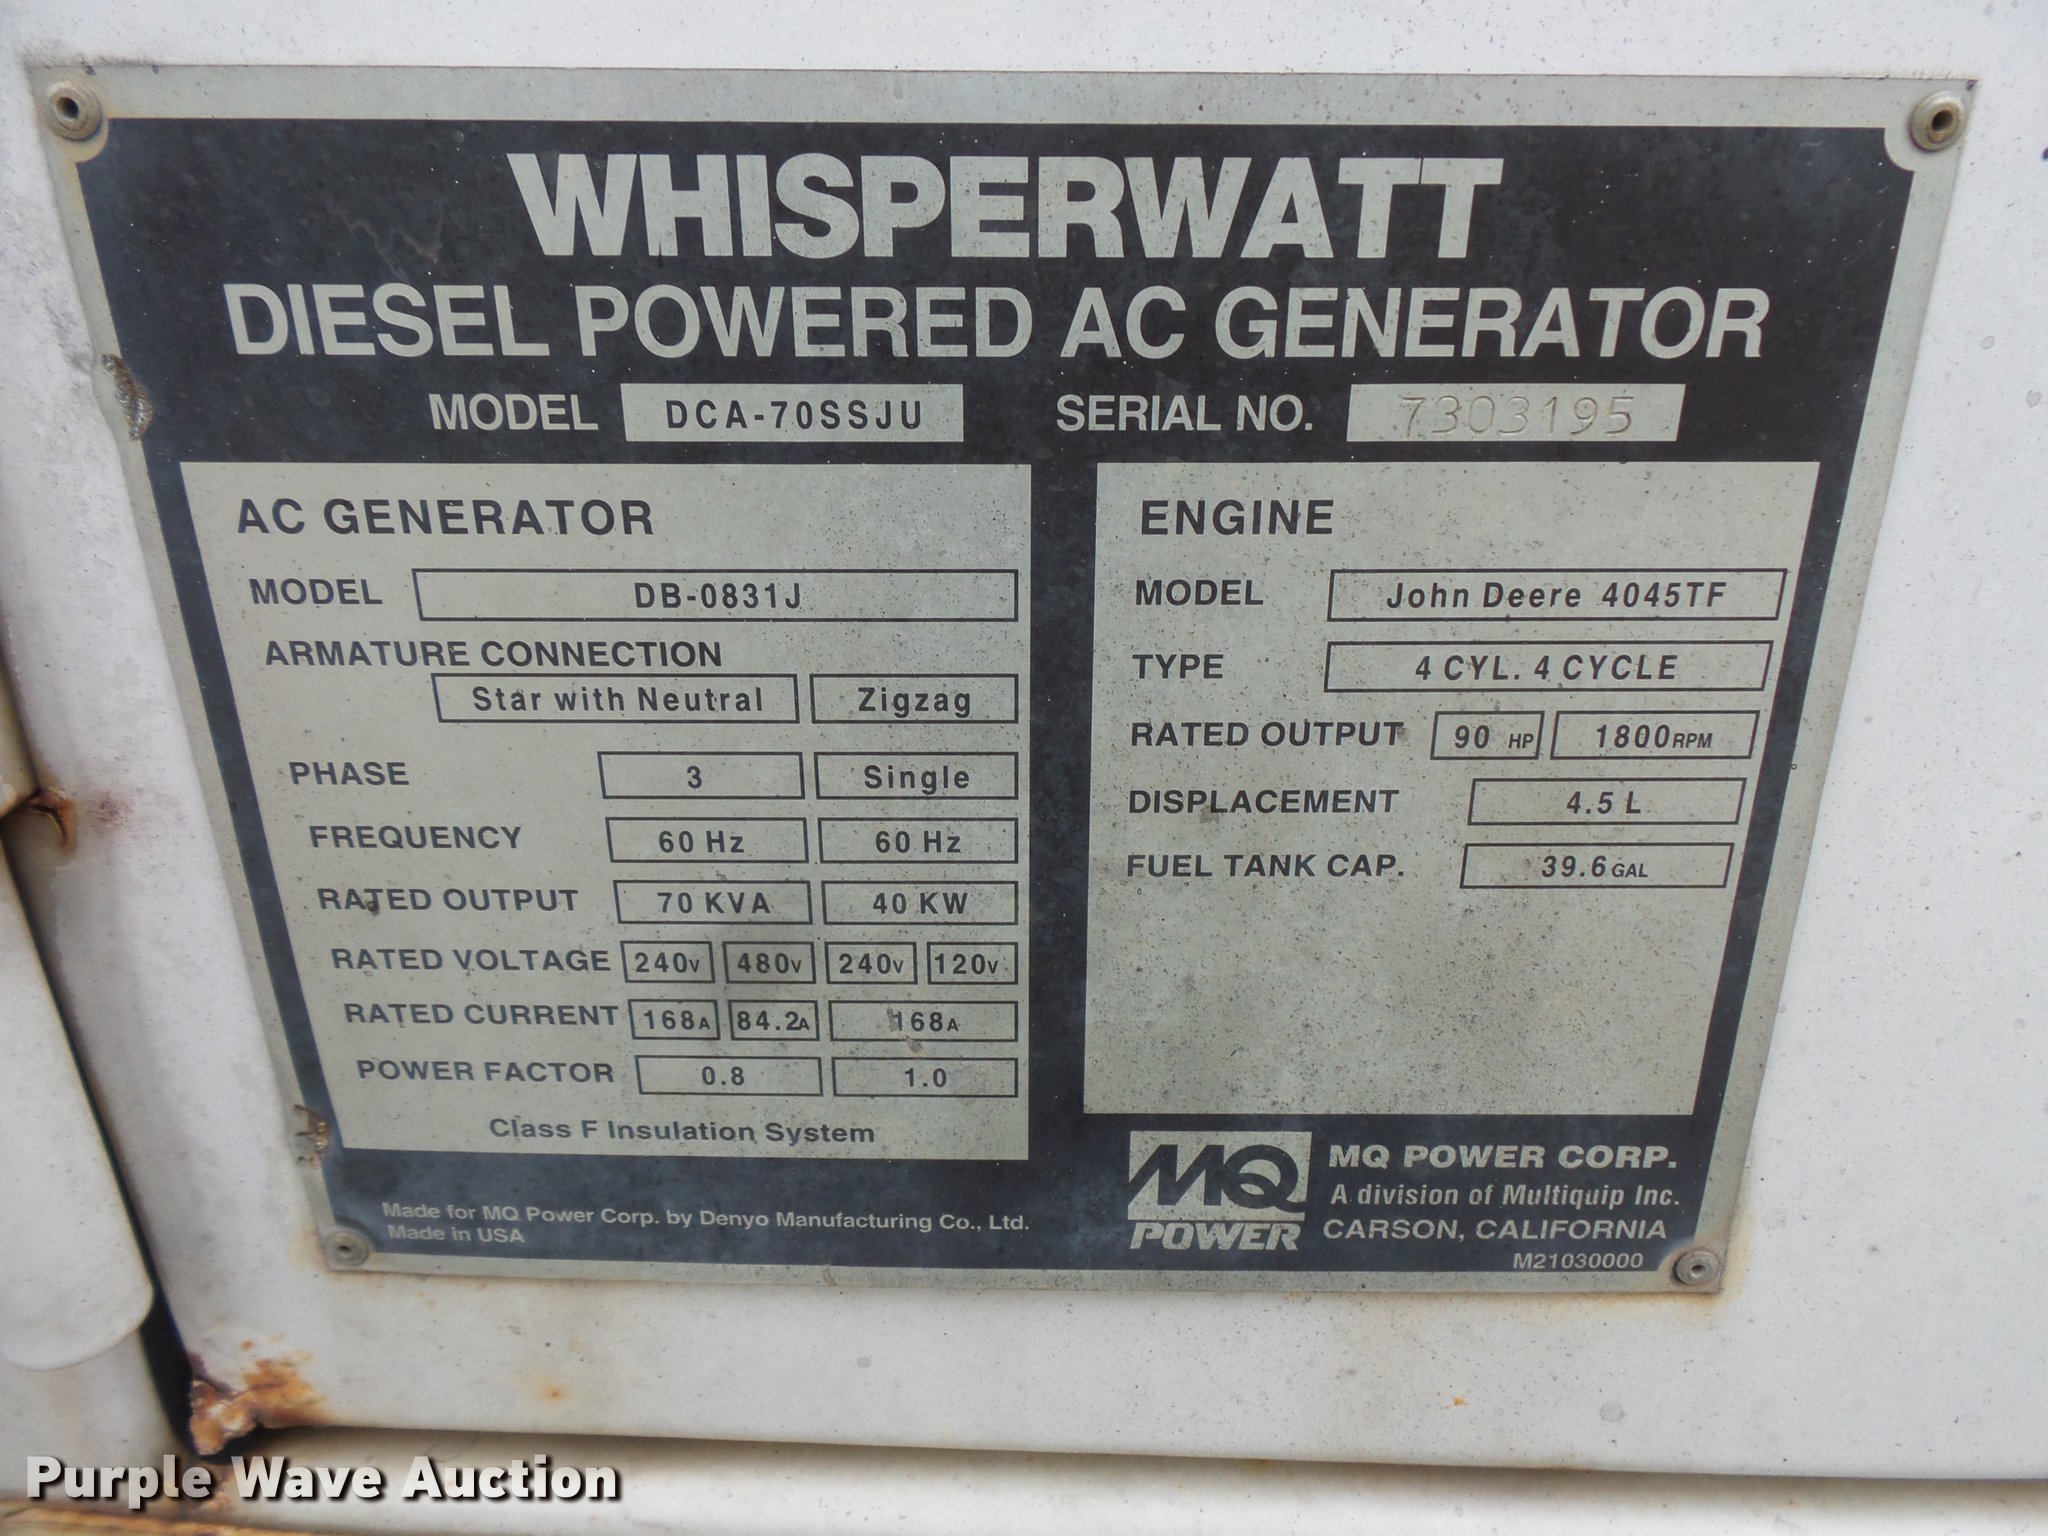 WHISPERWATT
DIESEL POWERED AC GENERATOR
MODEL DCA-70SSJU SERIAL NO. 7303195
AC GENERATOR
MODEL DB-0831J
ARMATURE CONNECTION
Star with Neutral Zigzag
PHASE 3 Single
FREQUENCY 60 Hz 60 Hz
RATED OUTPUT 70 KVA 40 KW
RATED VOLTAGE 240V 480V 240V 120V
RATED CURRENT 168A 84.2A 168A
POWER FACTOR 0.8 1.0
Class F Insulation System
ENGINE
MODEL John Deere 4045TF
TYPE 4 CYL. 4 CYCLE
RATED OUTPUT 90 HP 1800RPM
DISPLACEMENT 4.5 L
FUEL TANK CAP. 39.6 GAL
Made for MQ Power Corp. by Denyo Manufacturing Co., Ltd.
Made in USA
MQ POWER
MQ POWER CORP.
A division of Multiquip Inc.
CARSON, CALIFORNIA
M21030000
Purple Wave Auction